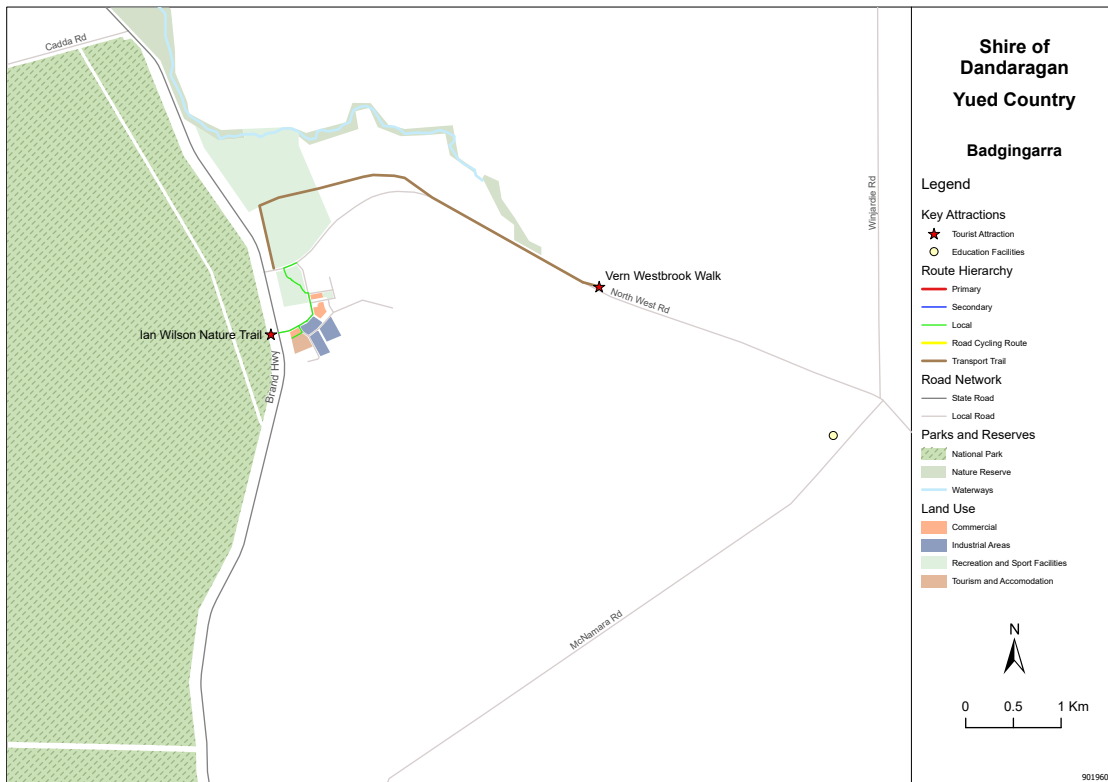 Cadda Rd
Winjardie Rd
Vern Westbrook Walk
North West Rd
Ian Wilson Nature Trail
Brand Hwy
McNamara Rd
Shire of
Dandaragan
Yued Country
Badgingarra
Legend
Key Attractions
Tourist Attraction
Education Facilities
Route Hierarchy
Primary
Secondary
Local
Road Cycling Route
Transport Trail
Road Network
State Road
Local Road
Parks and Reserves
National Park
Nature Reserve
Waterways
Land Use
Commercial
Industrial Areas
Recreation and Sport Facilities
Tourism and Accomodation
N
0 0.5 1 Km
901960